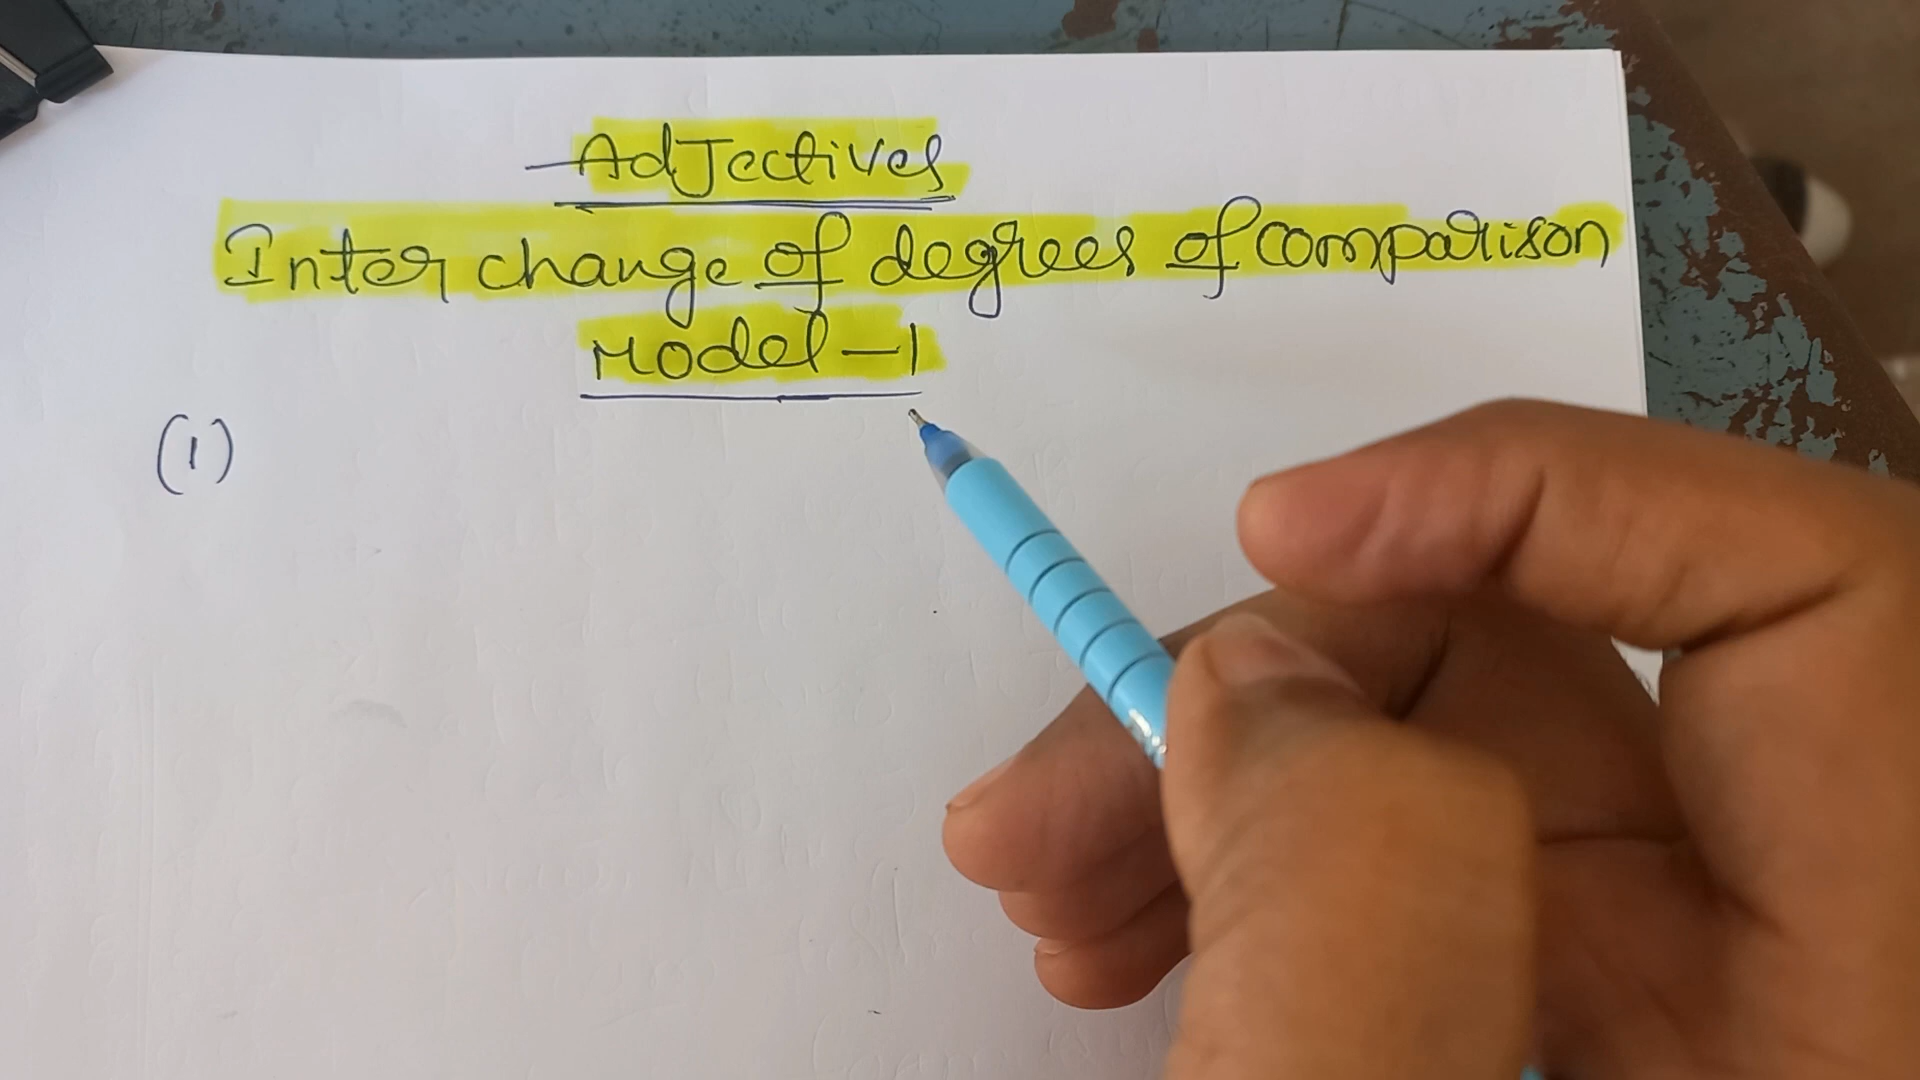 Adjectives
Inter change of degrees of comparison
Model-1
(1)